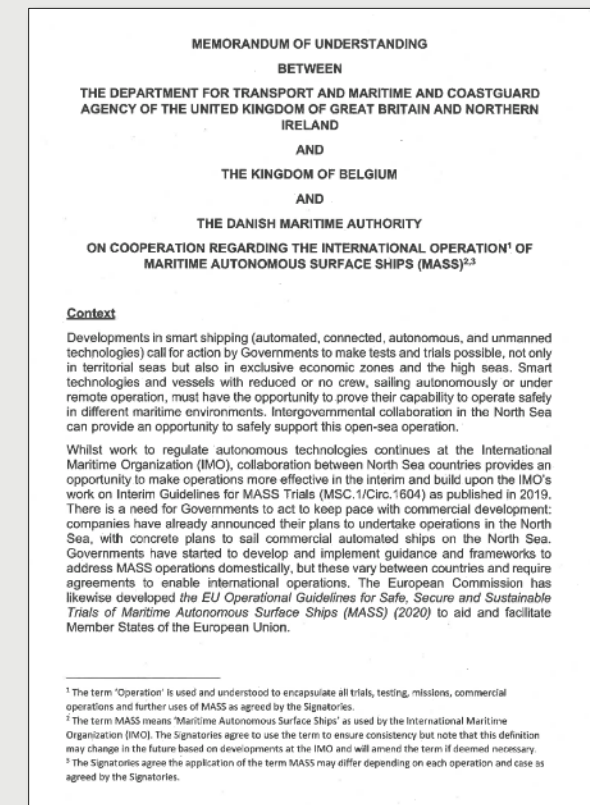 MEMORANDUM OF UNDERSTANDING
BETWEEN
THE DEPARTMENT FOR TRANSPORT AND MARITIME AND COASTGUARD
AGENCY OF THE UNITED KINGDOM OF GREAT BRITAIN AND NORTHERN
IRELAND
AND
THE KINGDOM OF BELGIUM
AND
THE DANISH MARITIME AUTHORITY
ON COOPERATION REGARDING THE INTERNATIONAL OPERATION¹ OF
MARITIME AUTONOMOUS SURFACE SHIPS (MASS)²,³
Context
Developments in smart shipping (automated, connected, autonomous, and unmanned
technologies) call for action by Governments to make tests and trials possible, not only
in territorial seas but also in exclusive economic zones and the high seas. Smart
technologies and vessels with reduced or no crew, sailing autonomously or under
remote operation, must have the opportunity to prove their capability to operate safely
in different maritime environments. Intergovernmental collaboration in the North Sea
can provide an opportunity to safely support this open-sea operation.
Whilst work to regulate autonomous technologies continues at the International
Maritime Organization (IMO), collaboration between North Sea countries provides an
opportunity to make operations more effective in the interim and build upon the IMO's
work on Interim Guidelines for MASS Trials (MSC.1/Circ.1604) as published in 2019.
There is a need for Governments to act to keep pace with commercial development:
companies have already announced their plans to undertake operations in the North
Sea, with concrete plans to sail commercial automated ships on the North Sea.
Governments have started to develop and implement guidance and frameworks to
address MASS operations domestically, but these vary between countries and require
agreements to enable international operations. The European Commission has
likewise developed the EU Operational Guidelines for Safe, Secure and Sustainable
Trials of Maritime Autonomous Surface Ships (MASS) (2020) to aid and facilitate
Member States of the European Union.
¹ The term 'Operation' is used and understood to encapsulate all trials, testing, missions, commercial
operations and further uses of MASS as agreed by the Signatories.
² The term MASS means 'Maritime Autonomous Surface Ships' as used by the International Maritime
Organization (IMO). The Signatories agree to use the term to ensure consistency but note that this definition
may change in the future based on developments at the IMO and will amend the term if deemed necessary.
³ The Signatories agree the application of the term MASS may differ depending on each operation and case as
agreed by the Signatories.